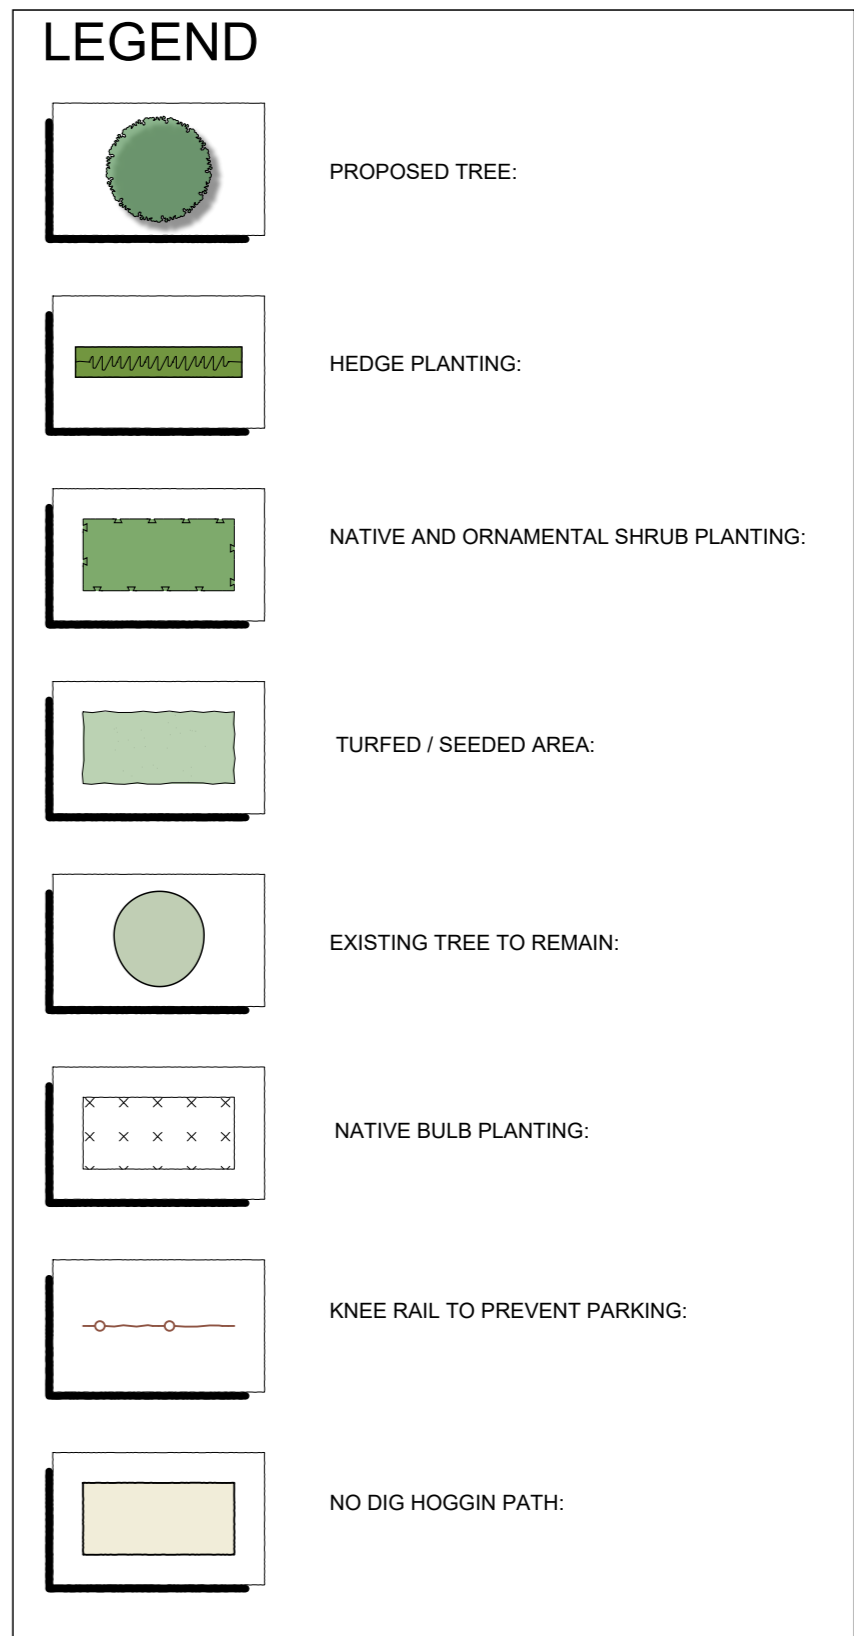 LEGEND
PROPOSED TREE:
HEDGE PLANTING:
NATIVE AND ORNAMENTAL SHRUB PLANTING:
TURFED / SEEDED AREA:
EXISTING TREE TO REMAIN:
NATIVE BULB PLANTING:
KNEE RAIL TO PREVENT PARKING:
NO DIG HOGGIN PATH: